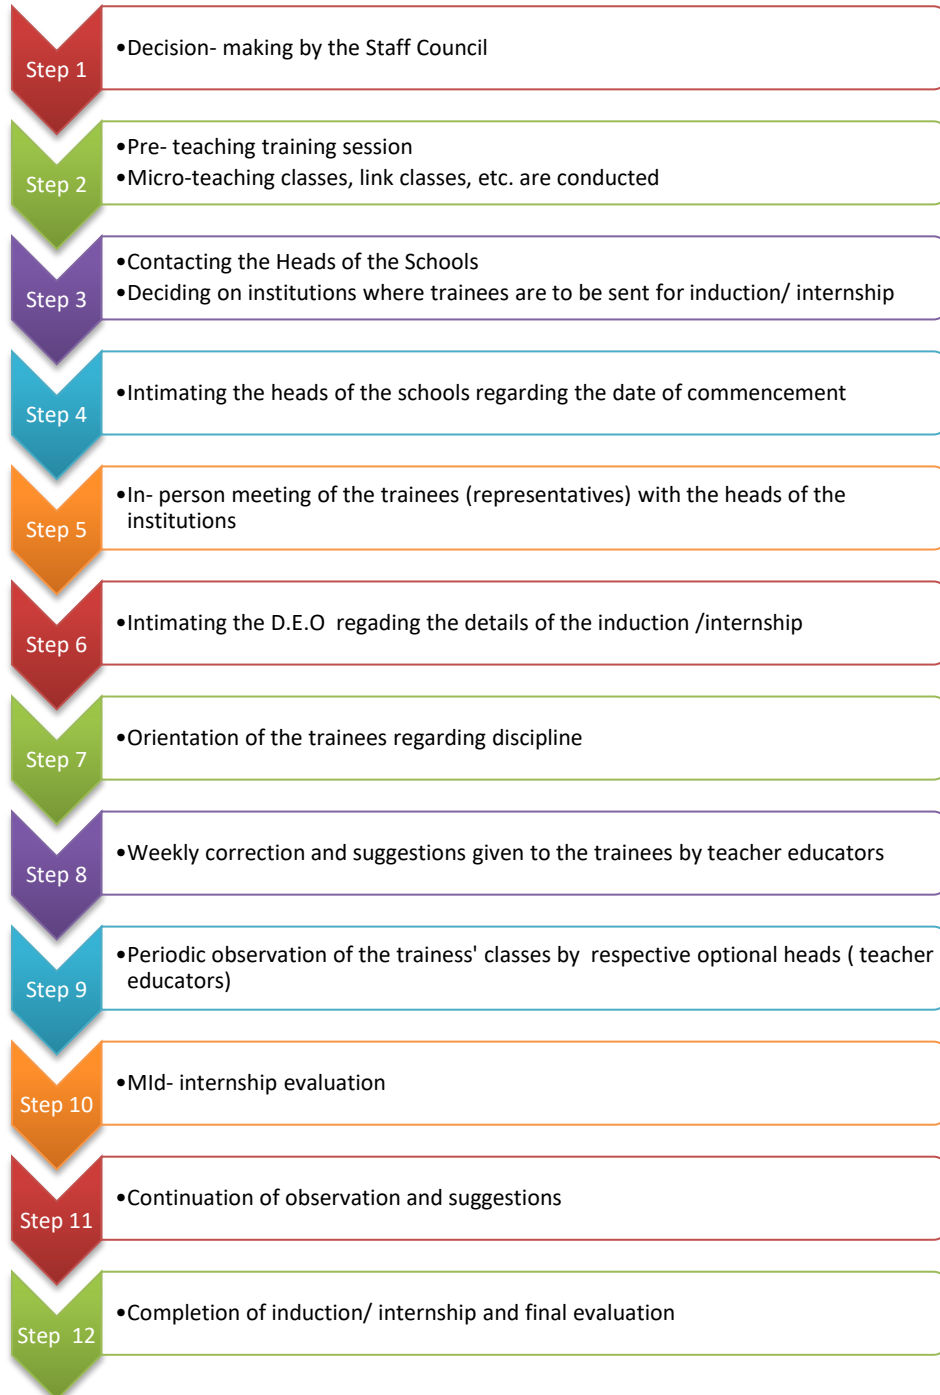 Step 1
•Decision- making by the Staff Council
Step 2
•Pre- teaching training session
•Micro-teaching classes, link classes, etc. are conducted
Step 3
•Contacting the Heads of the Schools
•Deciding on institutions where trainees are to be sent for induction/ internship
Step 4
•Intimating the heads of the schools regarding the date of commencement
Step 5
•In- person meeting of the trainees (representatives) with the heads of the
institutions
Step 6
•Intimating the D.E.O  regading the details of the induction /internship
Step 7
•Orientation of the trainees regarding discipline
Step 8
•Weekly correction and suggestions given to the trainees by teacher educators
Step 9
•Periodic observation of the trainess' classes by  respective optional heads ( teacher
educators)
Step 10
•MId- internship evaluation
Step 11
•Continuation of observation and suggestions
Step  12
•Completion of induction/ internship and final evaluation